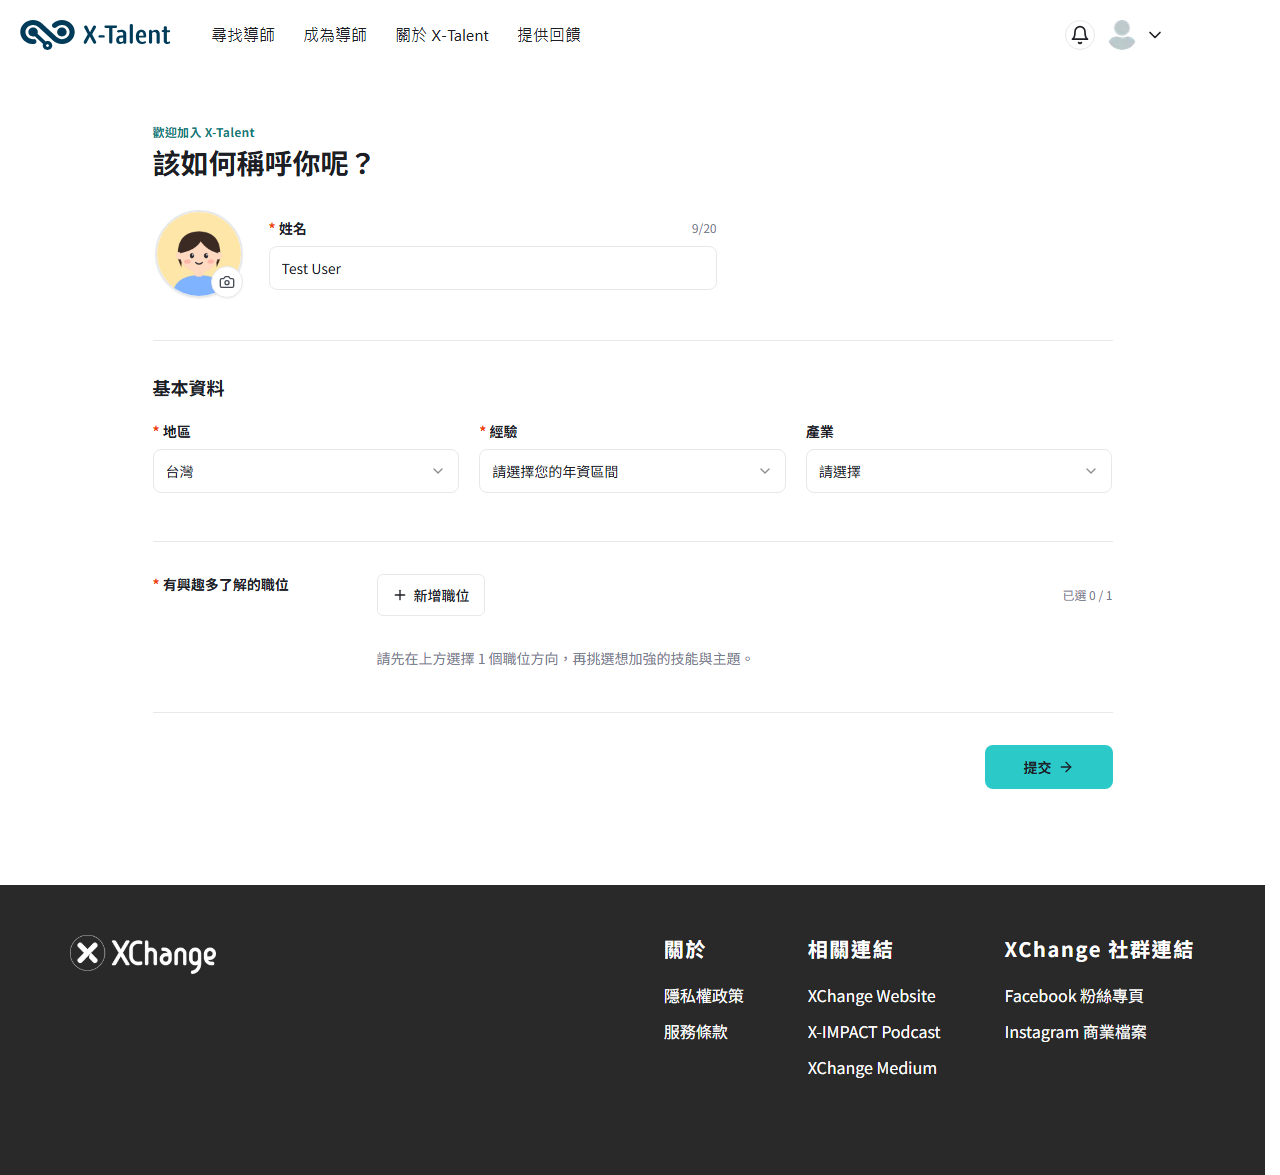 X-Talent
尋找導師
成為導師
關於 X-Talent
提供回饋
歡迎加入 X-Talent
該如何稱呼你呢？
* 姓名
9/20
Test User
基本資料
* 地區
* 經驗
產業
台灣
請選擇您的年資區間
請選擇
* 有興趣多了解的職位
+ 新增職位
已選 0 / 1
請先在上方選擇 1 個職位方向，再挑選想加強的技能與主題。
提交 →
XChange
關於
隱私權政策
服務條款
相關連結
XChange Website
X-IMPACT Podcast
XChange Medium
XChange 社群連結
Facebook 粉絲專頁
Instagram 商業檔案